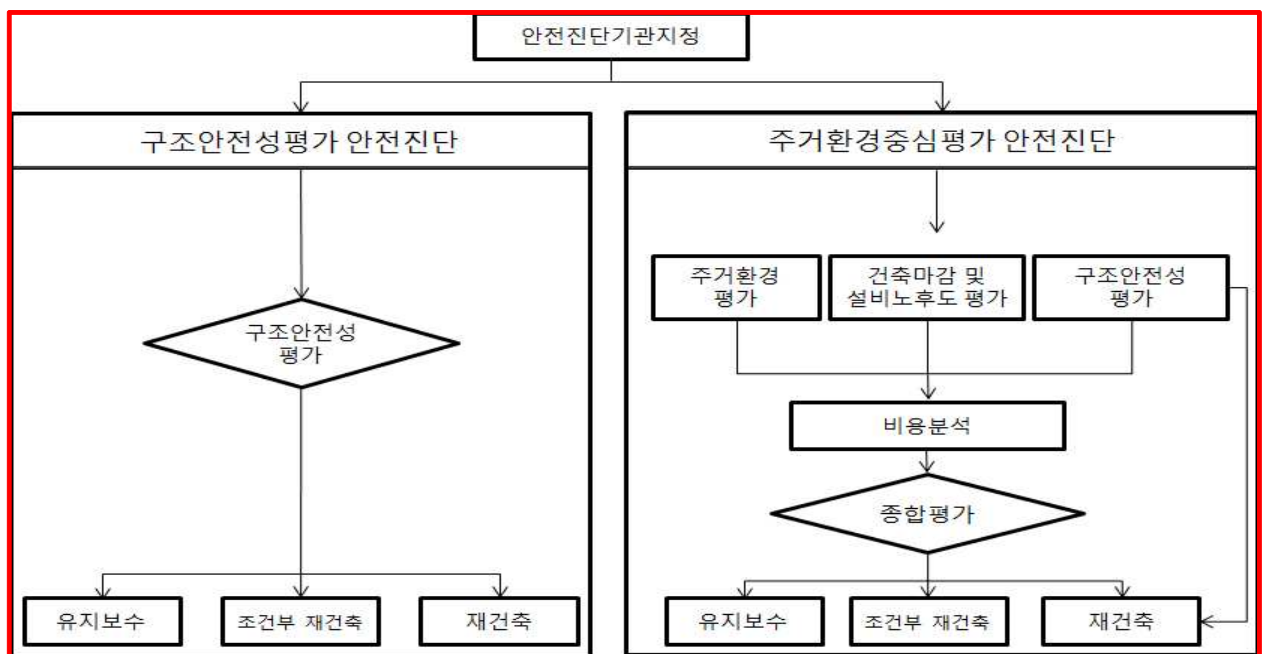 안전진단기관지정
구조안전성평가 안전진단
주거환경중심평가 안전진단
구조안전성
평가
유지보수
조건부 재건축
재건축
주거환경
평가
건축마감 및
설비노후도 평가
구조안전성
평가
비용분석
종합평가
유지보수
조건부 재건축
재건축